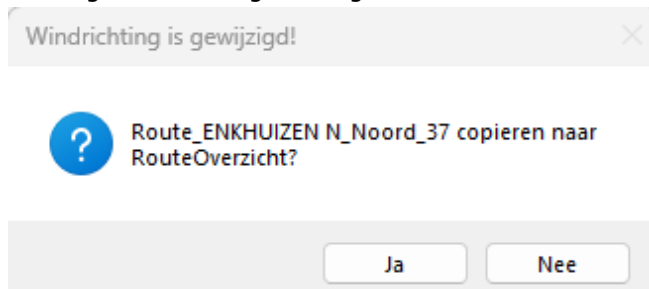 Windrichting is gewijzigd!
Route_ENKHUIZEN N_Noord_37 copieren naar
RouteOverzicht?
Ja
Nee